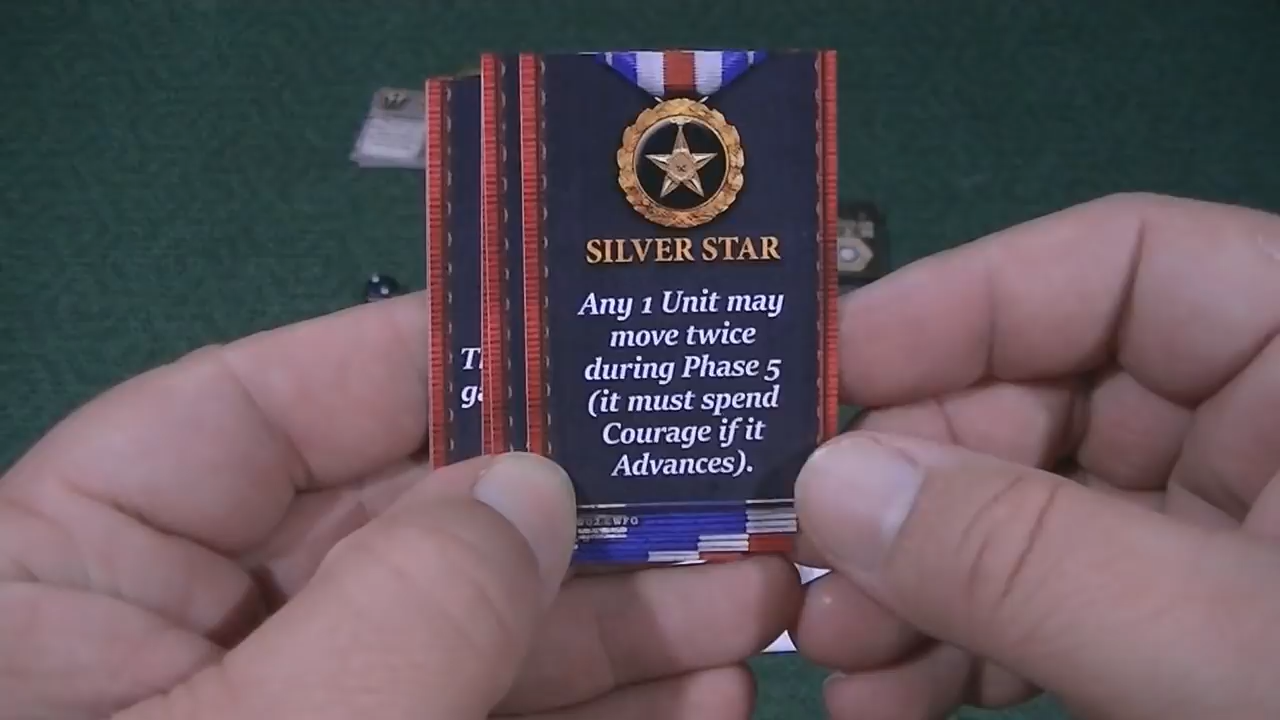 SILVER STAR
Any 1 Unit may
move twice
during Phase 5
(it must spend
Courage if it
Advances).